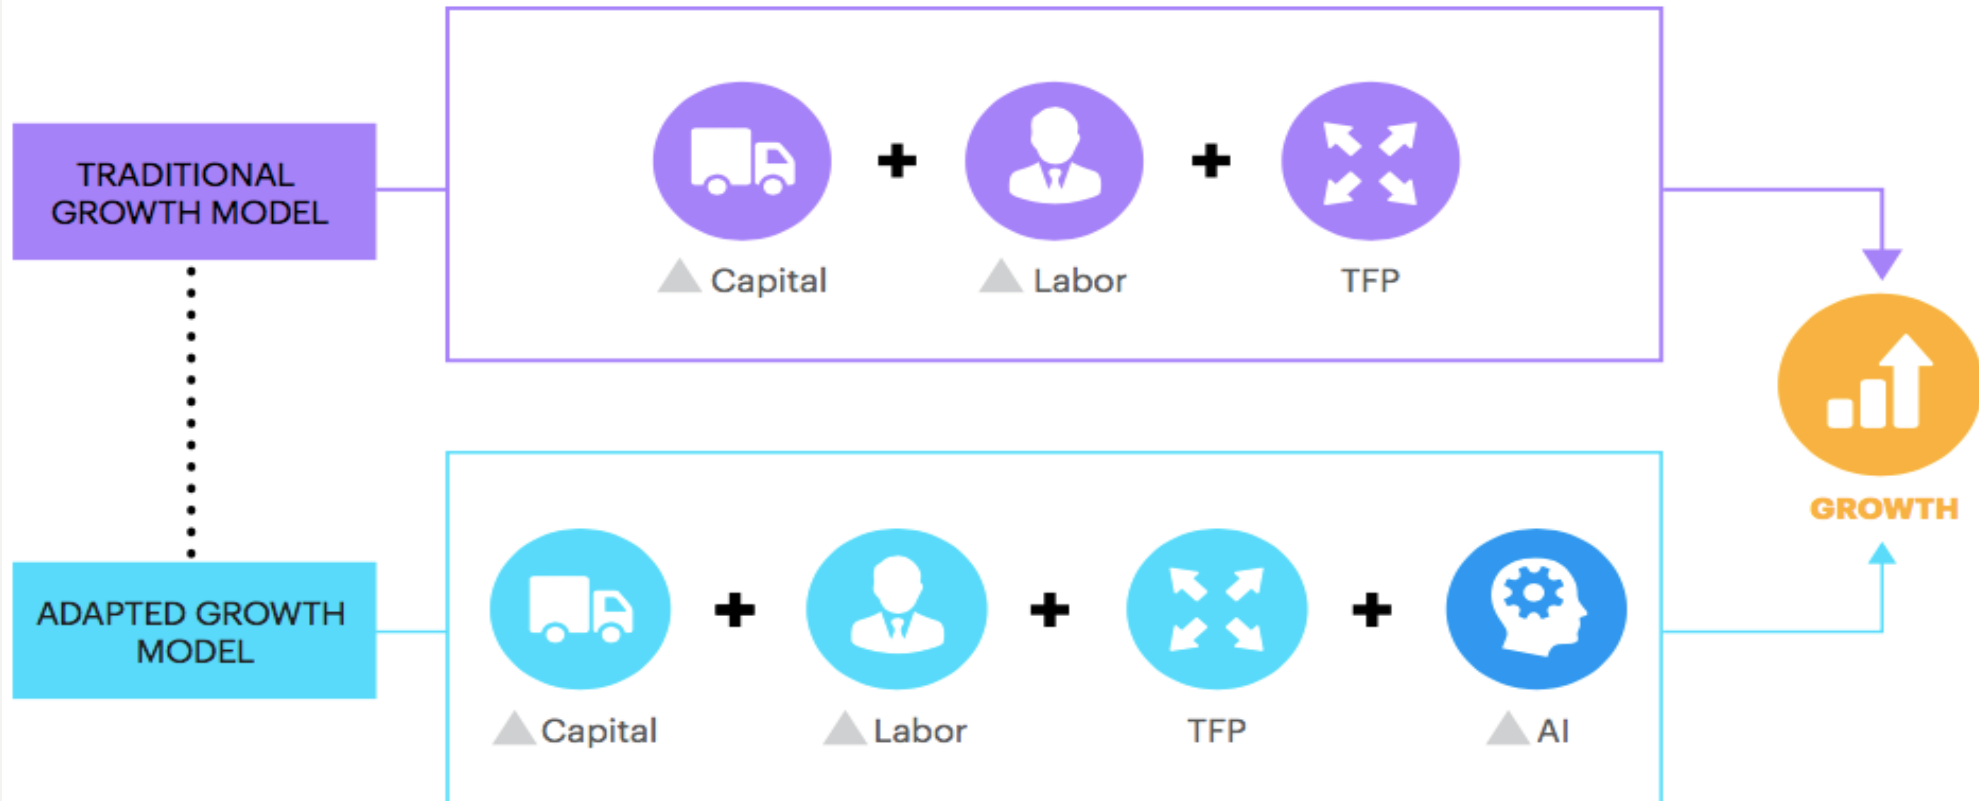 TRADITIONAL
GROWTH MODEL
Capital
Labor
TFP
GROWTH
ADAPTED GROWTH
MODEL
Capital
Labor
TFP
AI